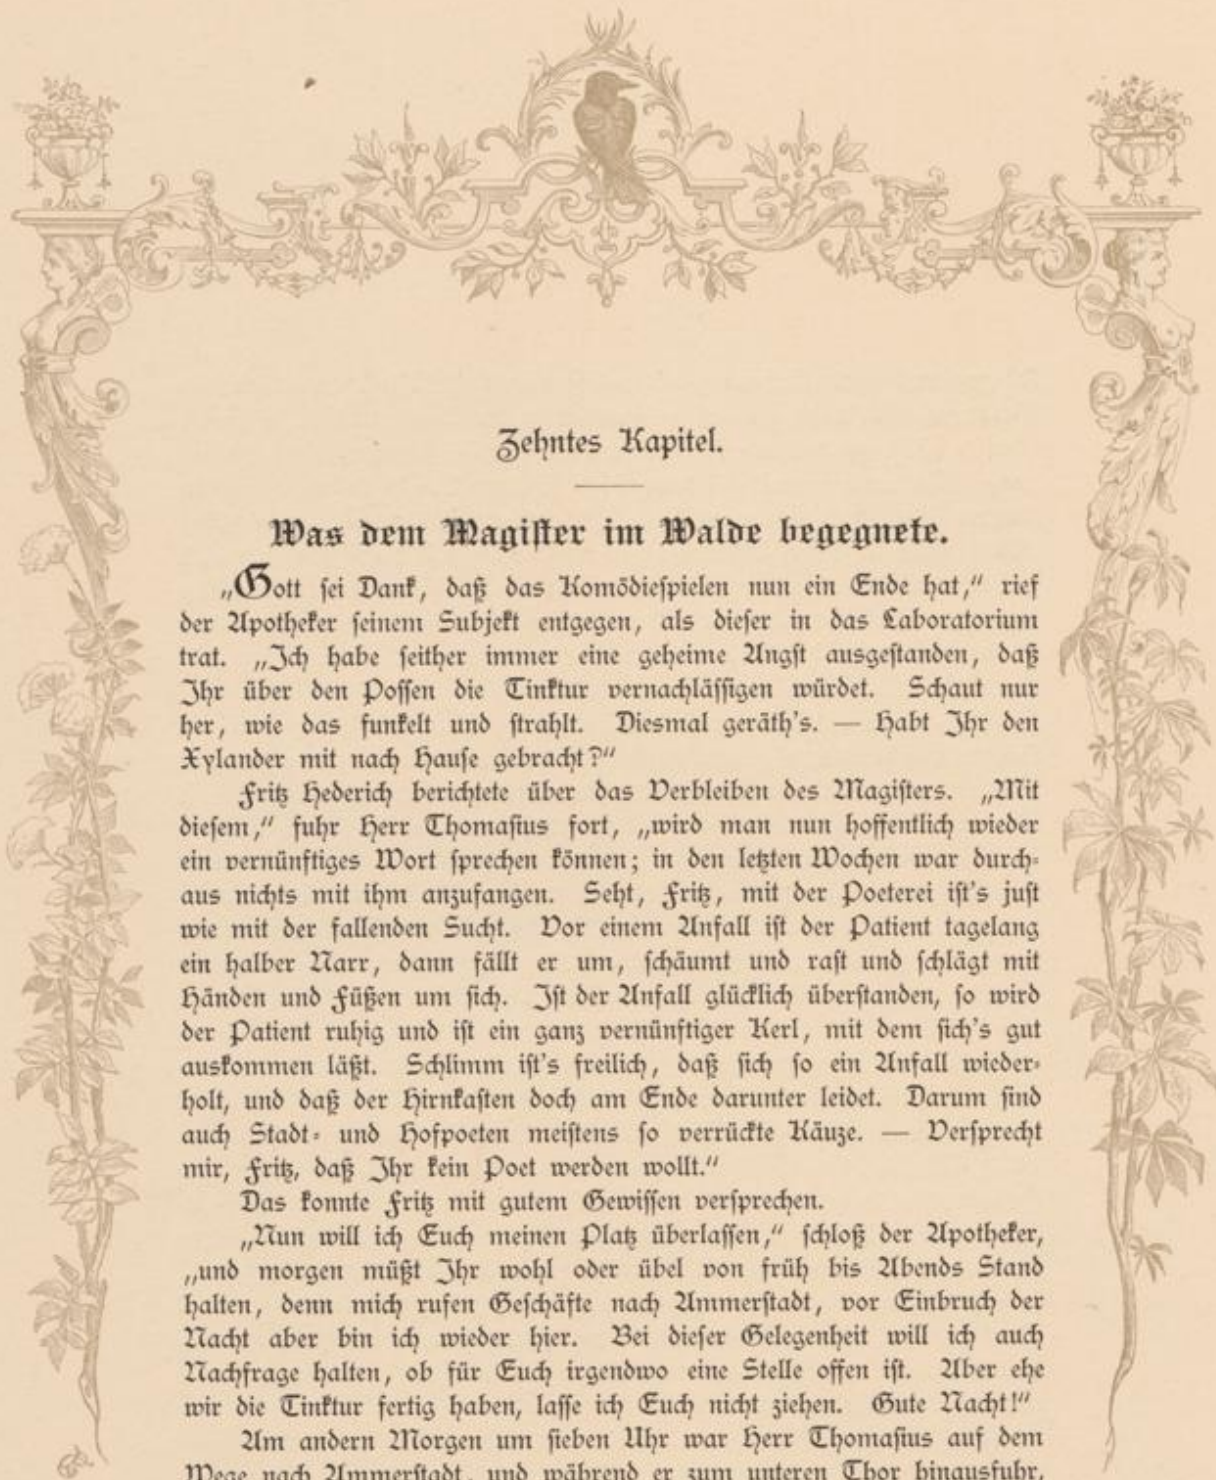 Zehntes Kapitel.
Was dem Magister im Walde begegnete.
„Gott sei Dank, daß das Komödiespielen nun ein Ende hat,“ rief
der Apotheker seinem Subjekt entgegen, als dieser in das Laboratorium
trat. „Ich habe seither immer eine geheime Angst ausgestanden, daß
Ihr über den Possen die Tinktur vernachlässigen würdet. Schaut nur
her, wie das funkelt und strahlt. Diesmal geräth's. — Habt Ihr den
Xylander mit nach Hause gebracht?“
Fritz Hederich berichtete über das Verbleiben des Magisters. „Mit
diesem,“ fuhr Herr Thomasius fort, „wird man nun hoffentlich wieder
ein vernünftiges Wort sprechen können; in den letzten Wochen war durch-
aus nichts mit ihm anzufangen. Seht, Fritz, mit der Poeterei ist's just
wie mit der fallenden Sucht. Vor einem Anfall ist der Patient tagelang
ein halber Narr, dann fällt er um, schäumt und rast und schlägt mit
Händen und Füßen um sich. Ist der Anfall glücklich überstanden, so wird
der Patient ruhig und ist ein ganz vernünftiger Kerl, mit dem sich's gut
auskommen läßt. Schlimm ist's freilich, daß sich so ein Anfall wieder-
holt, und daß der Hirnkasten doch am Ende darunter leidet. Darum sind
auch Stadt- und Hofpoeten meistens so verrückte Käuze. — Versprecht
mir, Fritz, daß Ihr kein Poet werden wollt.“
Das konnte Fritz mit gutem Gewissen versprechen.
„Nun will ich Euch meinen Platz überlassen,“ schloß der Apotheker,
„und morgen müßt Ihr wohl oder übel von früh bis Abends Stand
halten, denn mich rufen Geschäfte nach Ammerstadt, vor Einbruch der
Nacht aber bin ich wieder hier. Bei dieser Gelegenheit will ich auch
Nachfrage halten, ob für Euch irgendwo eine Stelle offen ist. Aber ehe
wir die Tinktur fertig haben, lasse ich Euch nicht ziehen. Gute Nacht!“
Am andern Morgen um sieben Uhr war Herr Thomasius auf dem
Wege nach Ammerstadt, und während er zum unteren Thor hinausfuhr,